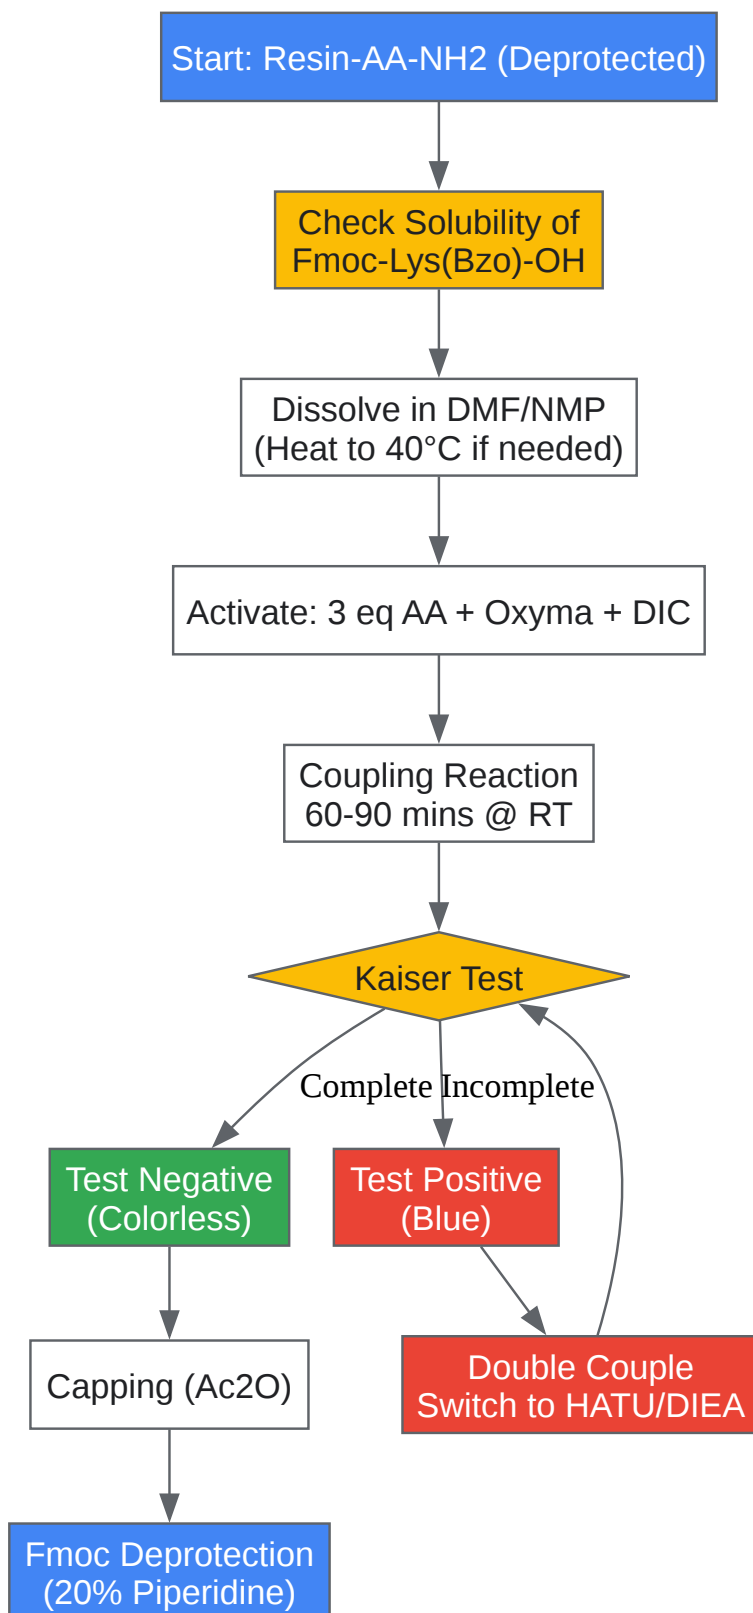 Start: Resin-AA-NH2 (Deprotected)
Check Solubility of
Fmoc-Lys(Bzo)-OH
Dissolve in DMF/NMP
(Heat to 40°C if needed)
Activate: 3 eq AA + Oxyma + DIC
Coupling Reaction
60-90 mins @ RT
Kaiser Test
Complete
Incomplete
Test Negative
(Colorless)
Test Positive
(Blue)
Capping (Ac2O)
Double Couple
Switch to HATU/DIEA
Fmoc Deprotection
(20% Piperidine)